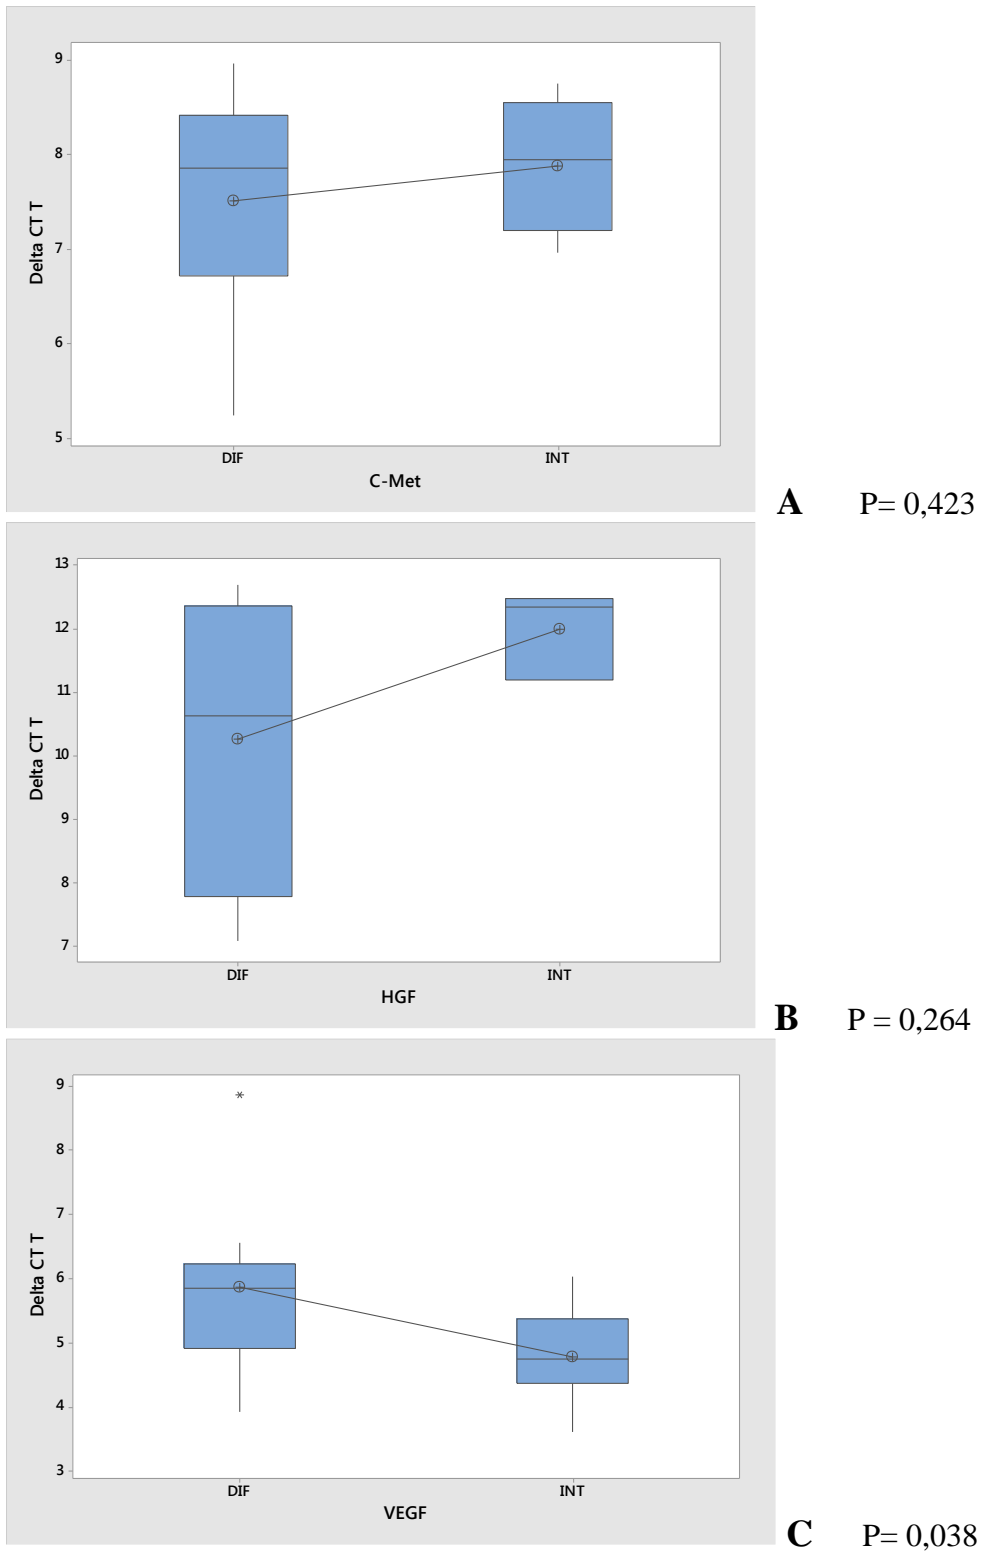 9
8
7
6
5
Delta CT T
DIF INT
C-Met
A P= 0,423
13
12
11
10
9
8
7
Delta CT T
DIF INT
HGF
B P = 0,264
9
*
8
7
6
5
4
3
Delta CT T
DIF INT
VEGF
C P= 0,038